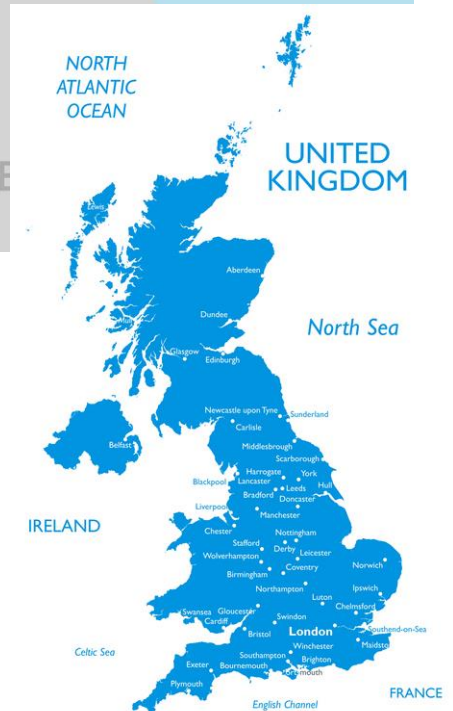 NORTH
ATLANTIC
OCEAN
UNITED
KINGDOM
E
Lewis
Aberdeen
Dundee
North Sea
Glasgow
Edinburgh
Newcastle upon Tyne
Sunderland
Carlisle
Belfast
Middlesbrough
Scarborough
Harrogate
York
Blackpool
Lancaster
Leeds
Hull
Bradford
Doncaster
Liverpool
Manchester
IRELAND
Chester
Nottingham
Stafford
Derby
Wolverhampton
Leicester
Norwich
Birmingham
Coventry
Northampton
Ipswich
Luton
Chelmsford
Swansea
Gloucester
Cardiff
Swindon
London
Southend-on-Sea
Bristol
Winchester
Maidsto
Celtic Sea
Southampton
Brighton
Exeter
Bournemouth
Portsmouth
Plymouth
FRANCE
English Channel